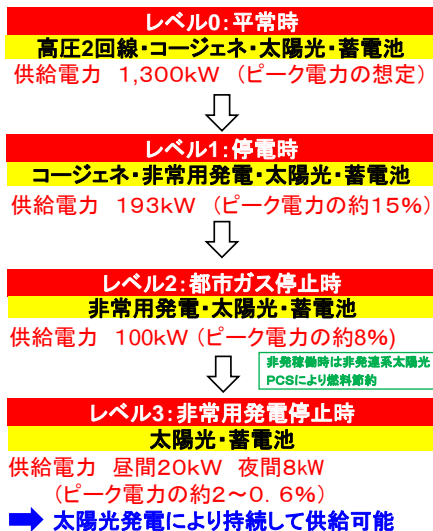 レベル0:平常時
高圧2回線・コージェネ・太陽光・蓄電池
供給電力 1,300kW (ピーク電力の想定)
レベル1:停電時
コージェネ・非常用発電・太陽光・蓄電池
供給電力 193kW (ピーク電力の約15%)
レベル2:都市ガス停止時
非常用発電・太陽光・蓄電池
供給電力 100kW (ピーク電力の約8%)
非発稼働時は非発連系太陽光
PCSにより燃料節約
レベル3:非常用発電停止時
太陽光・蓄電池
供給電力 昼間20kW 夜間8kW
(ピーク電力の約2~0.6%)
太陽光発電により持続して供給可能